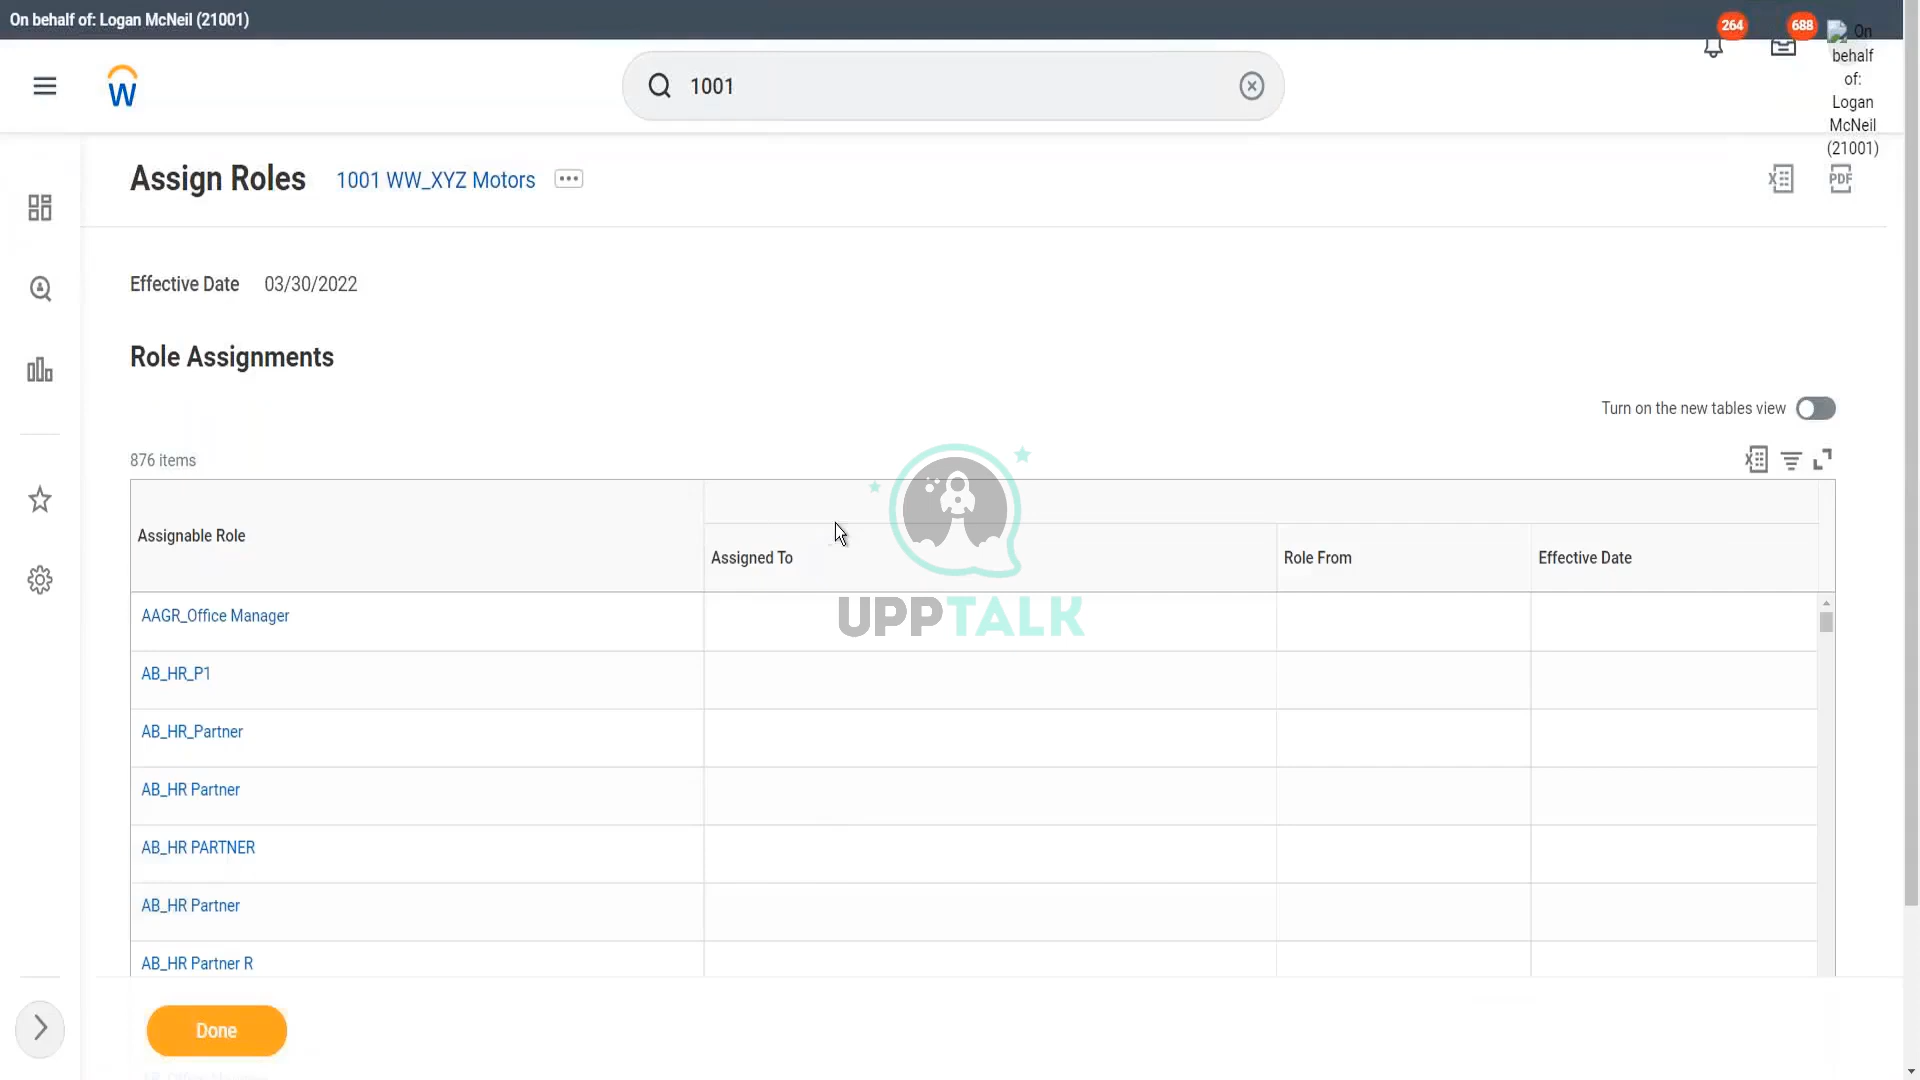 On behalf of: Logan McNeil (21001)
264
688
On
behalf
of:
Logan
McNeil
(21001)
W
1001
Assign Roles
1001 WW_XYZ Motors
X
PDF
Effective Date 03/30/2022
Role Assignments
Turn on the new tables view
876 items
X
Assignable Role
Assigned To
Role From
Effective Date
UPPTALK
AAGR_Office Manager
AB_HR_P1
AB_HR_Partner
AB_HR Partner
AB_HR PARTNER
AB_HR Partner
AB_HR Partner R
Done